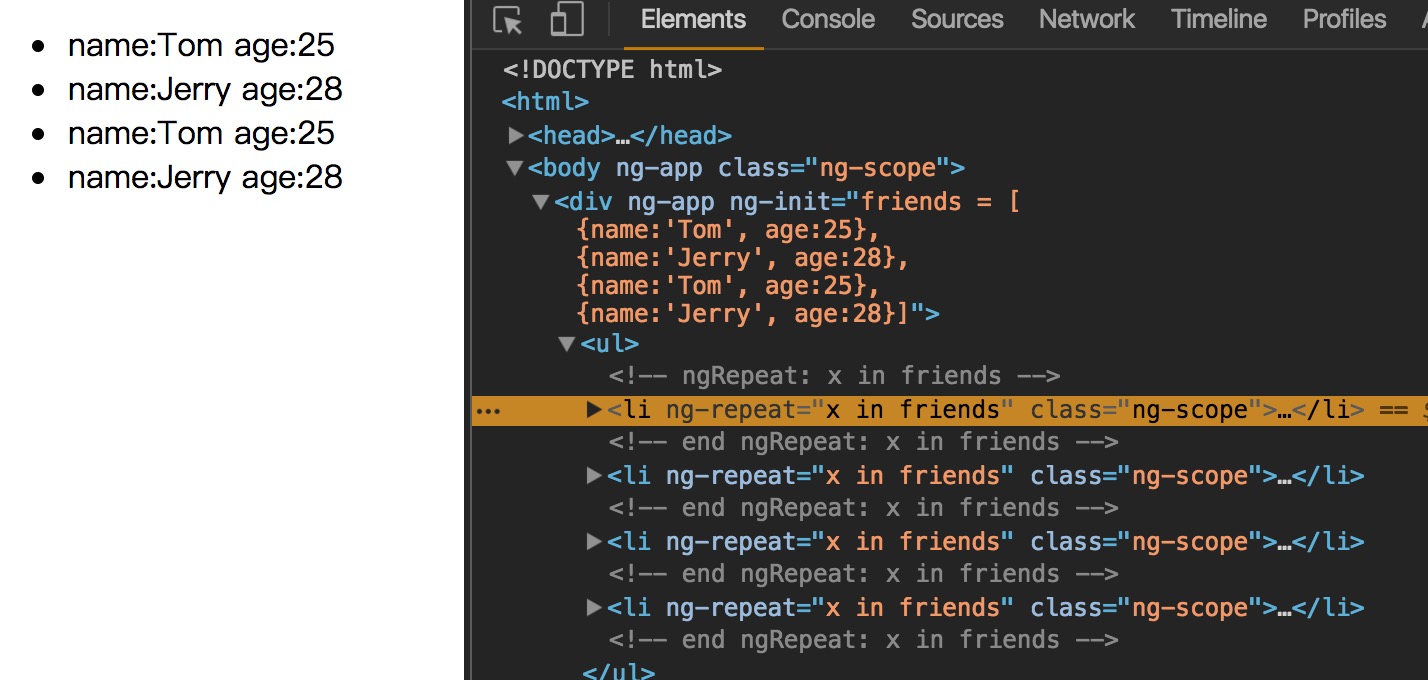 name:Tom age:25
name:Jerry age:28
name:Tom age:25
name:Jerry age:28
Elements Console Sources Network Timeline Profiles
<!DOCTYPE html>
<html>
<head>…</head>
<body ng-app class="ng-scope">
<div ng-app ng-init="friends = [
{name:'Tom', age:25},
{name:'Jerry', age:28},
{name:'Tom', age:25},
{name:'Jerry', age:28}]">
<ul>
<!-- ngRepeat: x in friends -->
… <li ng-repeat="x in friends" class="ng-scope">…</li> ==
<!-- end ngRepeat: x in friends -->
<li ng-repeat="x in friends" class="ng-scope">…</li>
<!-- end ngRepeat: x in friends -->
<li ng-repeat="x in friends" class="ng-scope">…</li>
<!-- end ngRepeat: x in friends -->
<li ng-repeat="x in friends" class="ng-scope">…</li>
<!-- end ngRepeat: x in friends -->
</ul>